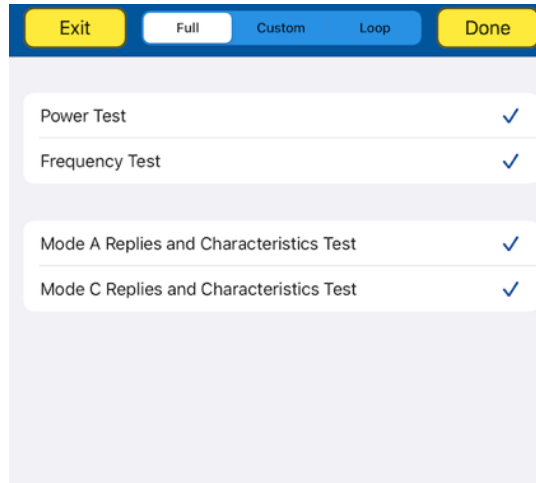 Exit Full Custom Loop Done
Power Test
Frequency Test
Mode A Replies and Characteristics Test
Mode C Replies and Characteristics Test